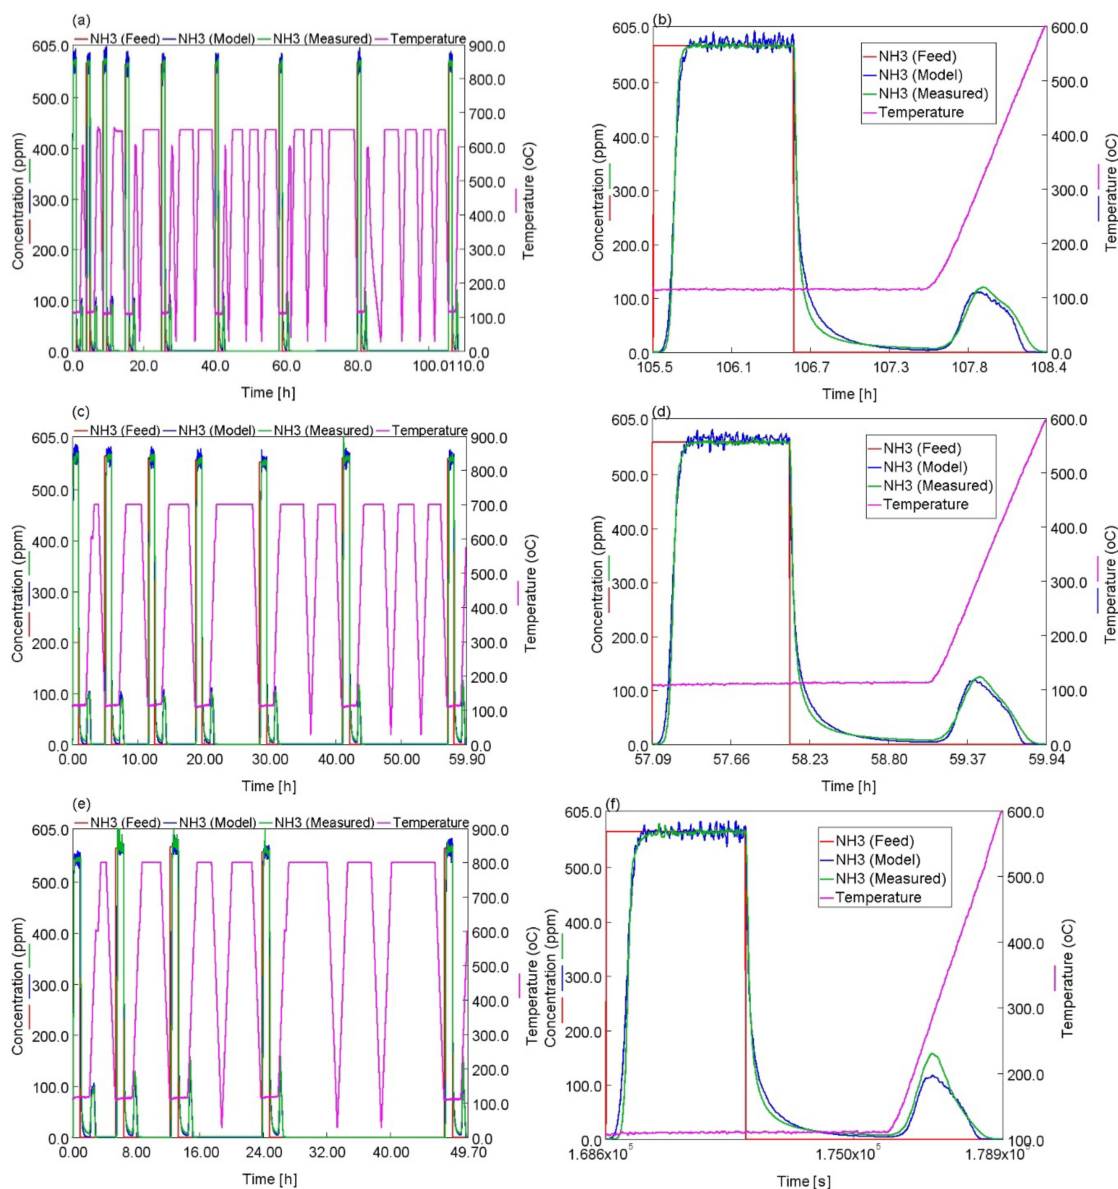 (a)
NH3 (Feed) NH3 (Model) NH3 (Measured) Temperature
605.0
500.0
400.0
300.0
200.0
100.0
0.0
Concentration (ppm)
900.0
800.0
700.0
600.0
500.0
400.0
300.0
200.0
100.0
0.0
Temperature (oC)
0.0 20.0 40.0 60.0 80.0 100.0110.0
Time [h]
(b)
605.0
500.0
400.0
300.0
200.0
100.0
0.0
Concentration (ppm)
NH3 (Feed)
NH3 (Model)
NH3 (Measured)
Temperature
600.0
500.0
400.0
300.0
200.0
100.0
0.0
Temperature (oC)
105.5 106.1 106.7 107.3 107.8 108.4
Time [h]
(c)
NH3 (Feed) NH3 (Model) NH3 (Measured) Temperature
605.0
500.0
400.0
300.0
200.0
100.0
0.0
Concentration (ppm)
900.0
800.0
700.0
600.0
500.0
400.0
300.0
200.0
100.0
0.0
Temperature (oC)
0.00 10.00 20.00 30.00 40.00 50.00 59.90
Time [h]
(d)
605.0
500.0
400.0
300.0
200.0
100.0
0.0
Concentration (ppm)
NH3 (Feed)
NH3 (Model)
NH3 (Measured)
Temperature
600.0
500.0
400.0
300.0
200.0
100.0
0.0
Temperature (oC)
57.09 57.66 58.23 58.80 59.37 59.94
Time [h]
(e)
NH3 (Feed) NH3 (Model) NH3 (Measured) Temperature
605.0
500.0
400.0
300.0
200.0
100.0
0.0
Concentration (ppm)
900.0
800.0
700.0
600.0
500.0
400.0
300.0
200.0
100.0
0.0
Temperature (oC)
0.00 8.00 16.00 24.00 32.00 40.00 49.70
Time [h]
(f)
605.0
500.0
400.0
300.0
200.0
100.0
0.0
Concentration (ppm)
NH3 (Feed)
NH3 (Model)
NH3 (Measured)
Temperature
600.0
500.0
400.0
300.0
200.0
100.0
Temperature (oC)
1.686x10⁵ 1.750x10⁵ 1.789x10⁵
Time [s]